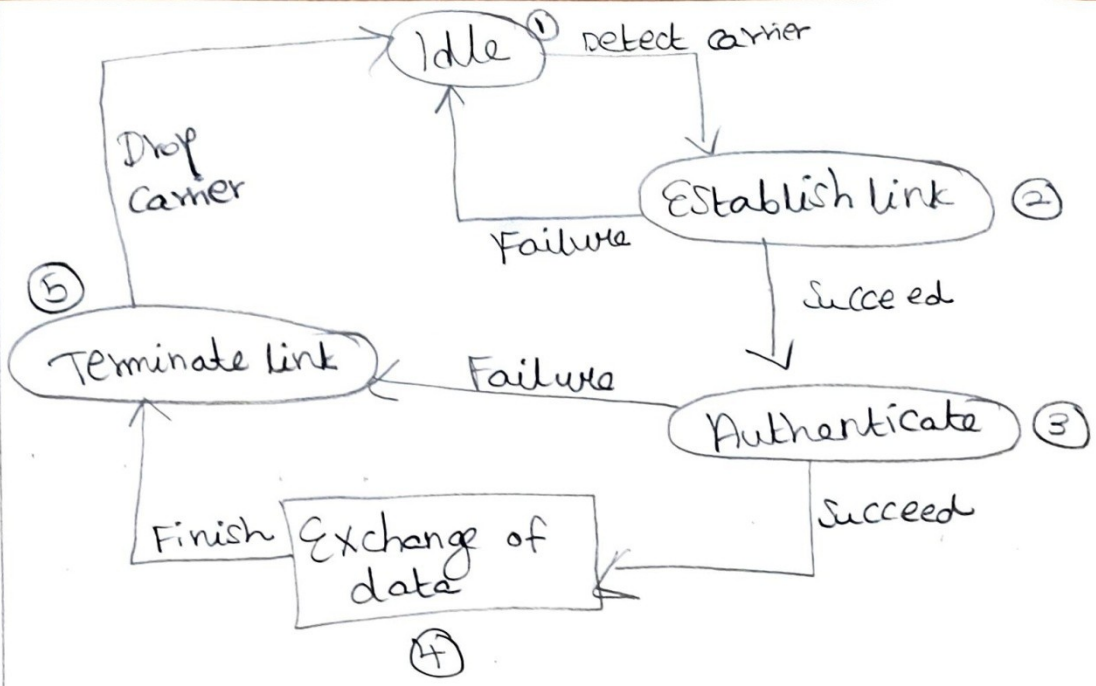 Idle
①
Detect carrier
Drop
Carrier
Establish link
②
Failure
Succeed
⑤
Terminate link
Failure
Authenticate
③
Succeed
Finish
Exchange of
data
④